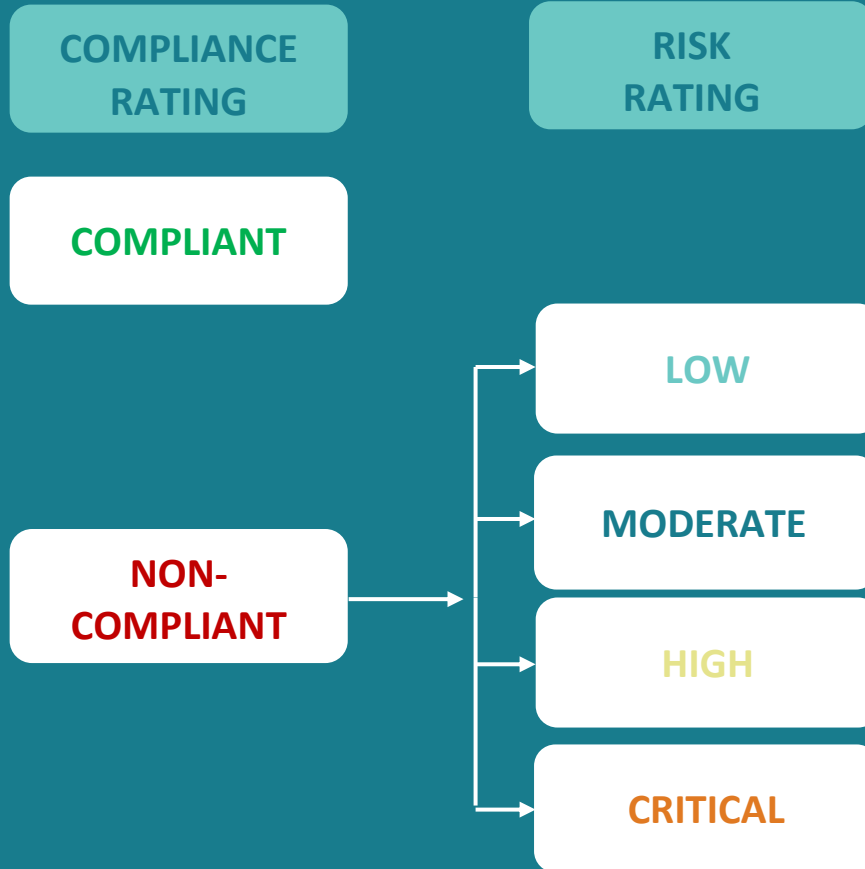 COMPLIANCE
RATING
RISK
RATING
COMPLIANT
LOW
MODERATE
NON-
COMPLIANT
HIGH
CRITICAL